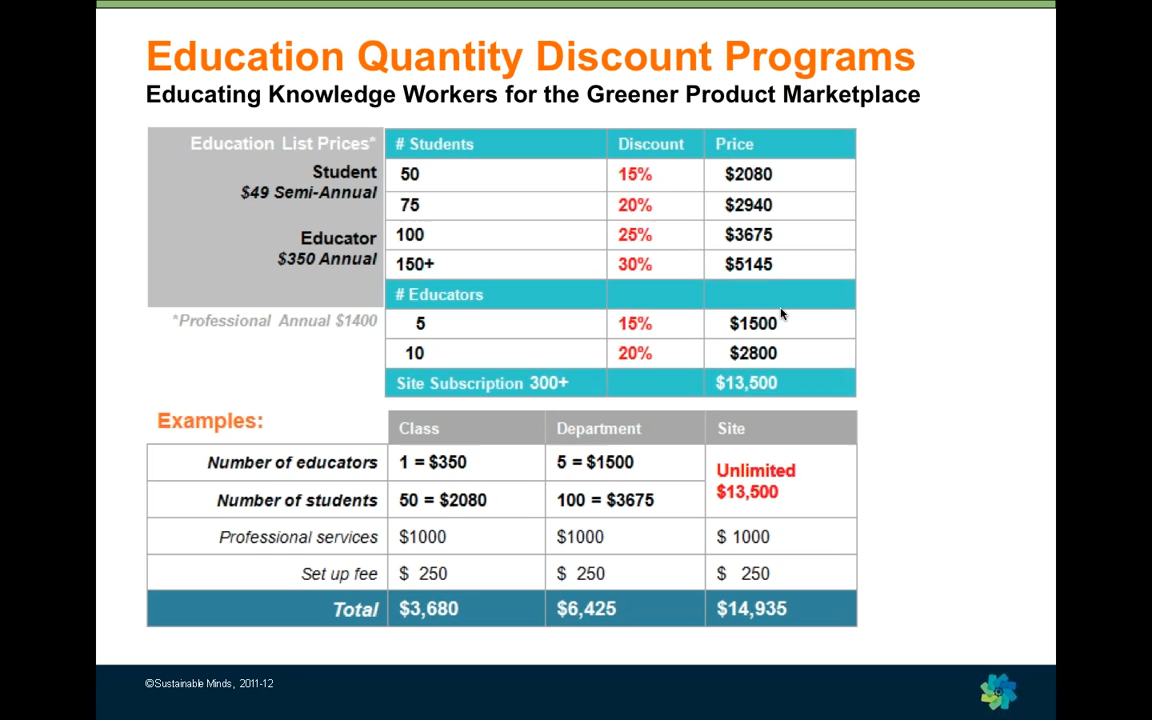 Education Quantity Discount Programs
Educating Knowledge Workers for the Greener Product Marketplace
Education List Prices*
Student
$49 Semi-Annual
Educator
$350 Annual
*Professional Annual $1400
# Students Discount Price
50 15% $2080
75 20% $2940
100 25% $3675
150+ 30% $5145
# Educators
5 15% $1500
10 20% $2800
Site Subscription 300+ $13,500
Examples:
Class Department Site
Number of educators 1 = $350 5 = $1500 Unlimited
$13,500
Number of students 50 = $2080 100 = $3675
Professional services $1000 $1000 $ 1000
Set up fee $ 250 $ 250 $ 250
Total $3,680 $6,425 $14,935
©Sustainable Minds, 2011-12